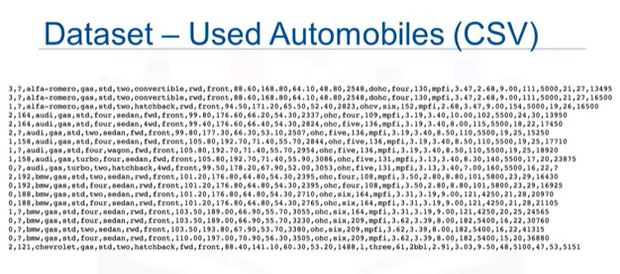 Dataset – Used Automobiles (CSV)
3,?,alfa-romero,gas,std,two,convertible,rwd,front,88.60,168.80,64.10,48.80,2548,dohc,four,130,mpfi,3.47,2.68,9.00,111,5000,21,27,13495
3,?,alfa-romero,gas,std,two,convertible,rwd,front,88.60,168.80,64.10,48.80,2548,dohc,four,130,mpfi,3.47,2.68,9.00,111,5000,21,27,16500
1,?,alfa-romero,gas,std,two,hatchback,rwd,front,94.50,171.20,65.50,52.40,2823,ohcv,six,152,mpfi,2.68,3.47,9.00,154,5000,19,26,16500
2,164,audi,gas,std,four,sedan,fwd,front,99.80,176.60,66.20,54.30,2337,ohc,four,109,mpfi,3.19,3.40,10.00,102,5500,24,30,13950
2,164,audi,gas,std,four,sedan,4wd,front,99.40,176.60,66.40,54.30,2824,ohc,five,136,mpfi,3.19,3.40,8.00,115,5500,18,22,17450
2,?,audi,gas,std,two,sedan,fwd,front,99.80,177.30,66.30,53.10,2507,ohc,five,136,mpfi,3.19,3.40,8.50,110,5500,19,25,15250
1,158,audi,gas,std,four,sedan,fwd,front,105.80,192.70,71.40,55.70,2844,ohc,five,136,mpfi,3.19,3.40,8.50,110,5500,19,25,17710
1,?,audi,gas,std,four,wagon,fwd,front,105.80,192.70,71.40,55.70,2954,ohc,five,136,mpfi,3.19,3.40,8.50,110,5500,19,25,18920
1,158,audi,gas,turbo,four,sedan,fwd,front,105.80,192.70,71.40,55.90,3086,ohc,five,131,mpfi,3.13,3.40,8.30,140,5500,17,20,23875
0,?,audi,gas,turbo,two,hatchback,4wd,front,99.50,178.20,67.90,52.00,3053,ohc,five,131,mpfi,3.13,3.40,7.00,160,5500,16,22,?
2,192,bmw,gas,std,two,sedan,rwd,front,101.20,176.80,64.80,54.30,2395,ohc,four,108,mpfi,3.50,2.80,8.80,101,5800,23,29,16430
0,192,bmw,gas,std,four,sedan,rwd,front,101.20,176.80,64.80,54.30,2395,ohc,four,108,mpfi,3.50,2.80,8.80,101,5800,23,29,16925
0,188,bmw,gas,std,two,sedan,rwd,front,101.20,176.80,64.80,54.30,2710,ohc,six,164,mpfi,3.31,3.19,9.00,121,4250,21,28,20970
0,188,bmw,gas,std,four,sedan,rwd,front,101.20,176.80,64.80,54.30,2765,ohc,six,164,mpfi,3.31,3.19,9.00,121,4250,21,28,21105
1,?,bmw,gas,std,four,sedan,rwd,front,103.50,189.00,66.90,55.70,3055,ohc,six,164,mpfi,3.31,3.19,9.00,121,4250,20,25,24565
0,?,bmw,gas,std,four,sedan,rwd,front,103.50,189.00,66.90,55.70,3230,ohc,six,209,mpfi,3.62,3.39,8.00,182,5400,16,22,30760
0,?,bmw,gas,std,two,sedan,rwd,front,103.50,193.80,67.90,53.70,3380,ohc,six,209,mpfi,3.62,3.39,8.00,182,5400,16,22,41315
0,?,bmw,gas,std,four,sedan,rwd,front,110.00,197.00,70.90,56.30,3505,ohc,six,209,mpfi,3.62,3.39,8.00,182,5400,15,20,36880
2,121,chevrolet,gas,std,two,hatchback,fwd,front,88.40,141.10,60.30,53.20,1488,l,three,61,2bbl,2.91,3.03,9.50,48,5100,47,53,5151